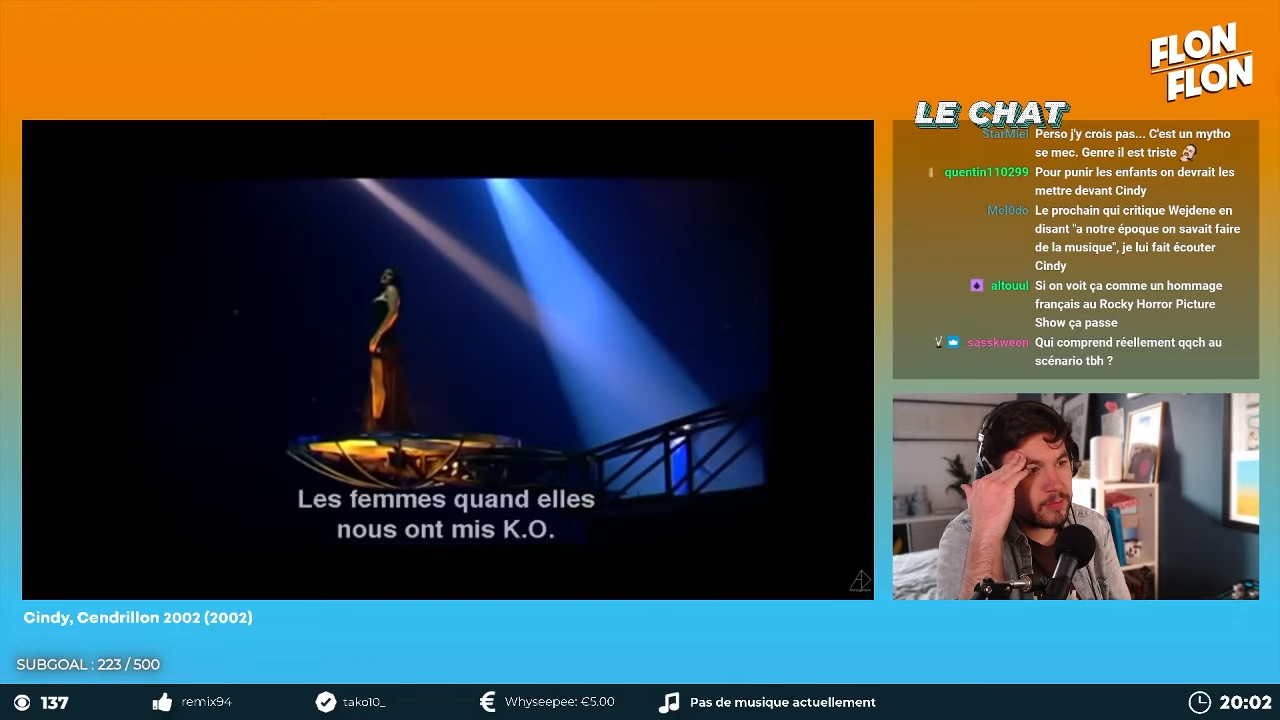 FLON
FLON
LE CHAT
StarMiel Perso j'y crois pas... C'est un mytho
se mec. Genre il est triste
quentin110299 Pour punir les enfants on devrait les
mettre devant Cindy
Mel0do Le prochain qui critique Wejdene en
disant "a notre époque on savait faire
de la musique", je lui fait écouter
Cindy
altouul Si on voit ça comme un hommage
français au Rocky Horror Picture
Show ça passe
sasskween Qui comprend réellement qqch au
scénario tbh ?
Les femmes quand elles
nous ont mis K.O.
Cindy, Cendrillon 2002 (2002)
SUBGOAL : 223 / 500
137
remix94
tako10_
€ Whyseepee: €5.00
Pas de musique actuellement
20:02